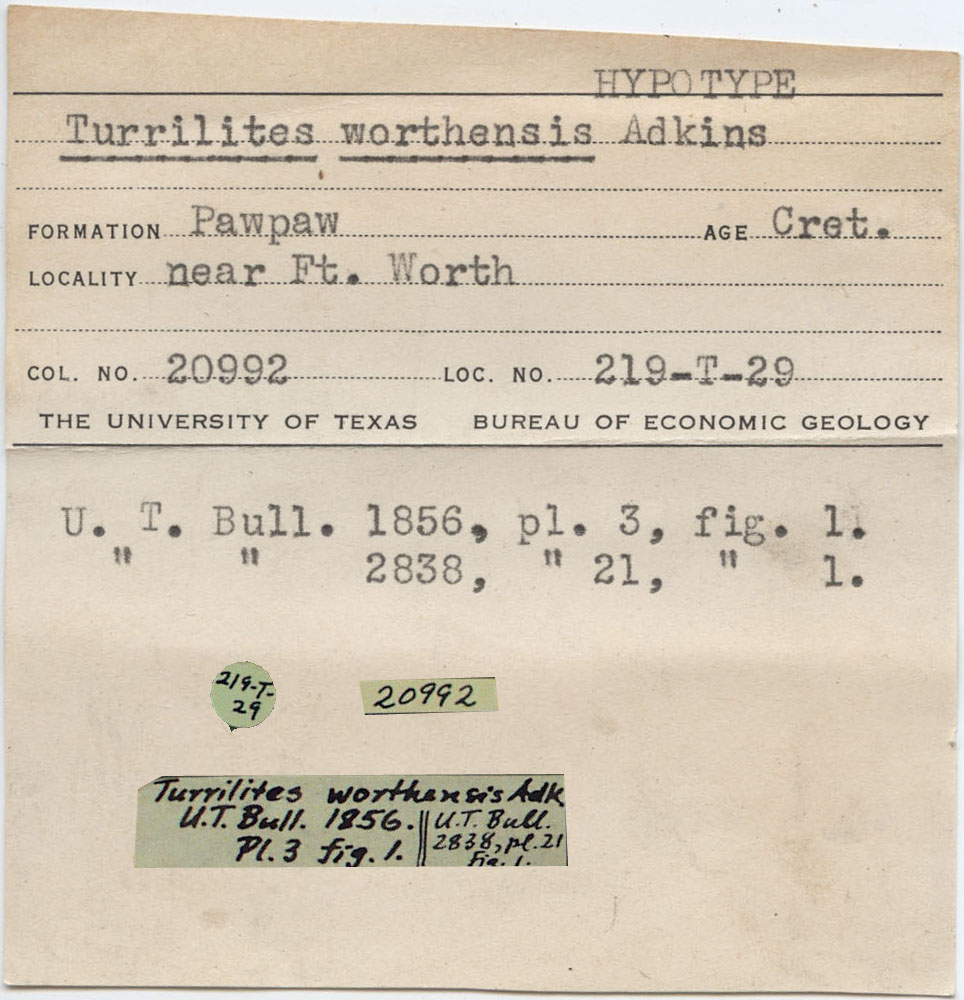 HYPOTYPE
Turrilites worthensis Adkins
FORMATION Pawpaw AGE Cret.
LOCALITY near Ft. Worth
COL. NO. 20992 LOC. NO. 219-T-29
THE UNIVERSITY OF TEXAS BUREAU OF ECONOMIC GEOLOGY
U. T. Bull. 1856, pl. 3, fig. 1.
" " 2838, " 21, " 1.
219-T-
29
20992
Turrilites worthensis Adk
U.T. Bull. 1856.
Pl. 3 fig. 1.
U.T. Bull.
2838, pl. 21
Fig. 1.